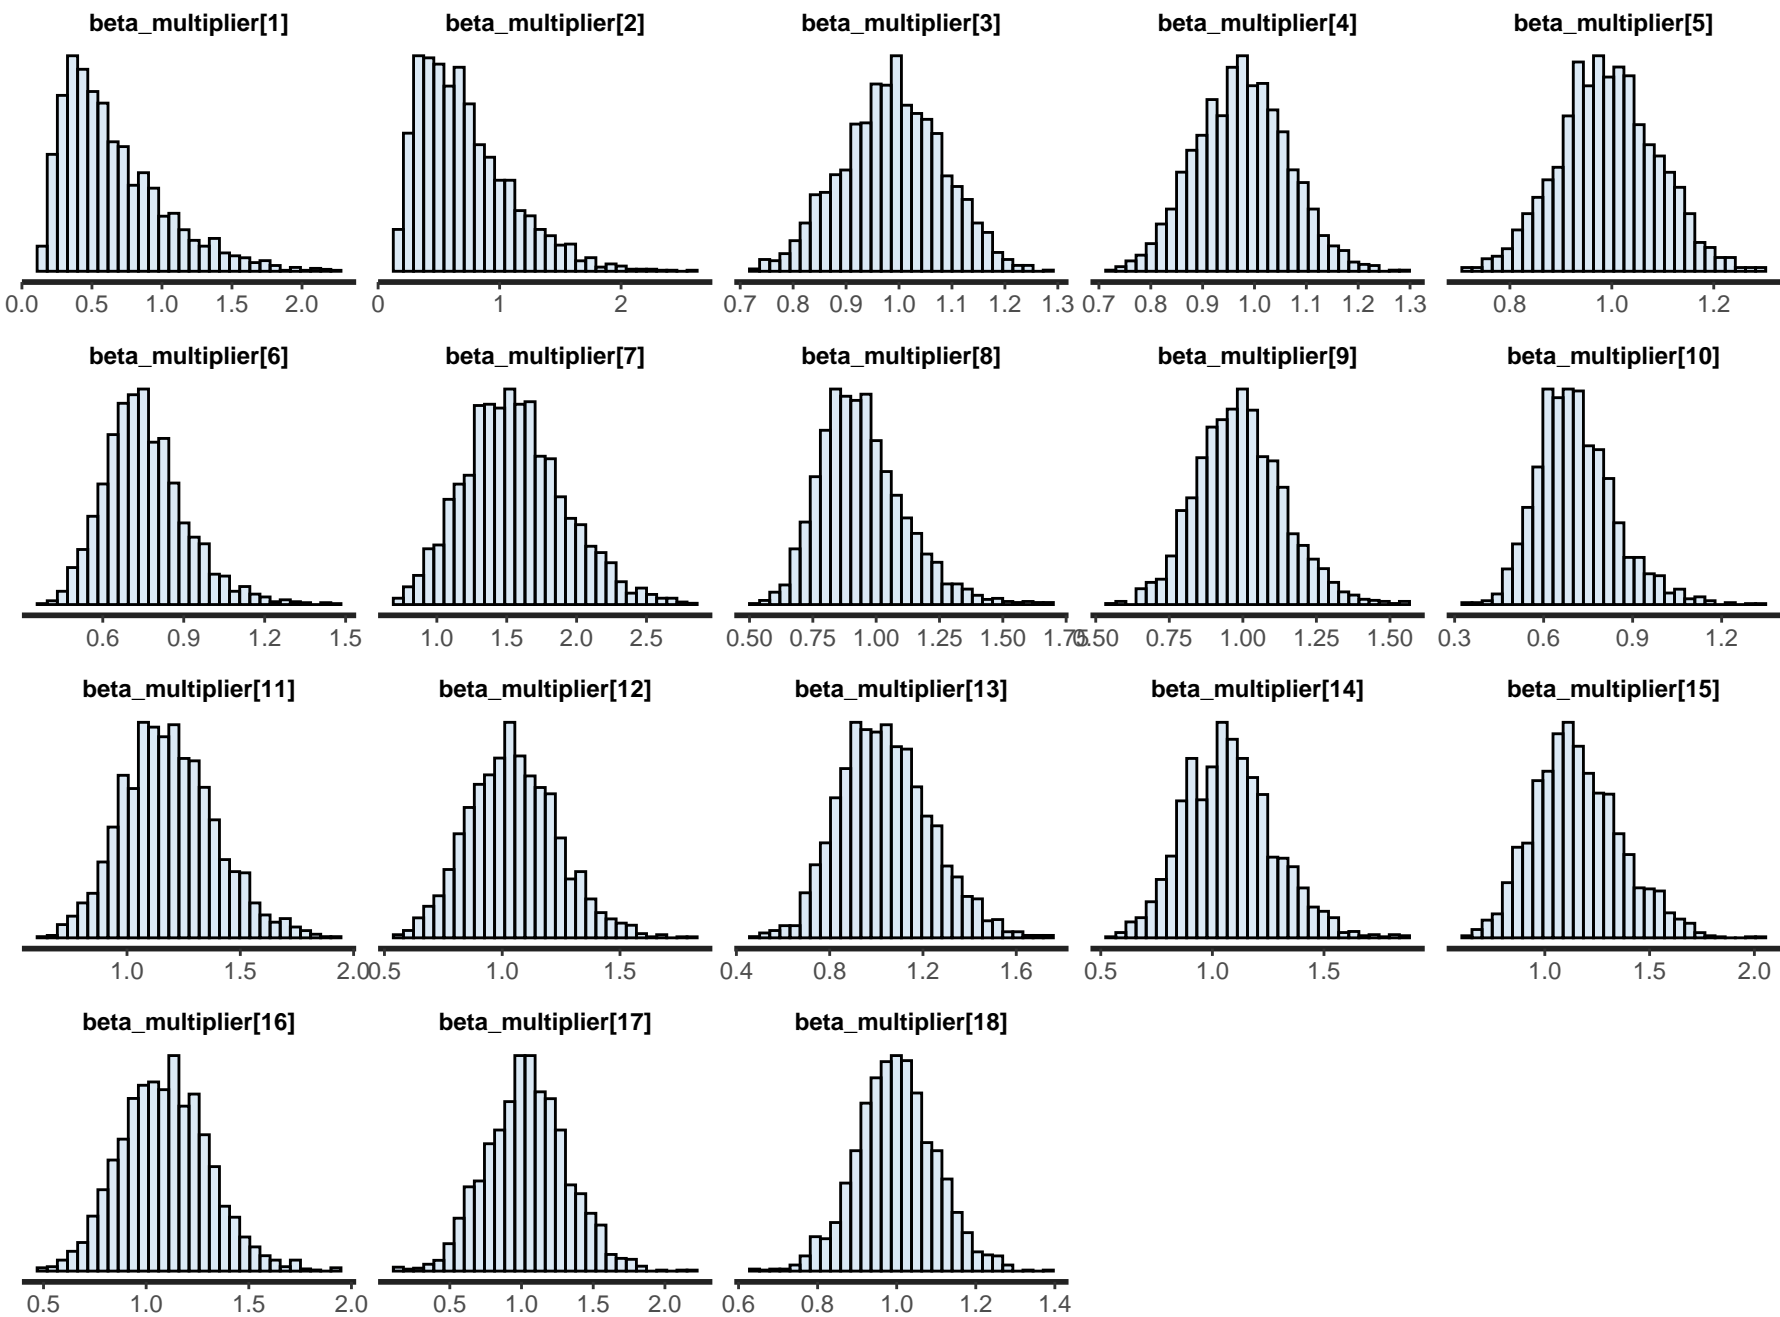 beta_multiplier[1] beta_multiplier[2] beta_multiplier[3] beta_multiplier[4] beta_multiplier[5]
0.0 0.5 1.0 1.5 2.0 0 1 2 0.7 0.8 0.9 1.0 1.1 1.2 1.3 0.7 0.8 0.9 1.0 1.1 1.2 1.3 0.8 1.0 1.2
beta_multiplier[6] beta_multiplier[7] beta_multiplier[8] beta_multiplier[9] beta_multiplier[10]
0.6 0.9 1.2 1.5 1.0 1.5 2.0 2.5 0.50 0.75 1.00 1.25 1.50 1.75 0.50 0.75 1.00 1.25 1.50 0.3 0.6 0.9 1.2
beta_multiplier[11] beta_multiplier[12] beta_multiplier[13] beta_multiplier[14] beta_multiplier[15]
1.0 1.5 2.0 0.5 1.0 1.5 0.4 0.8 1.2 1.6 0.5 1.0 1.5 1.0 1.5 2.0
beta_multiplier[16] beta_multiplier[17] beta_multiplier[18]
0.5 1.0 1.5 2.0 0.5 1.0 1.5 2.0 0.6 0.8 1.0 1.2 1.4